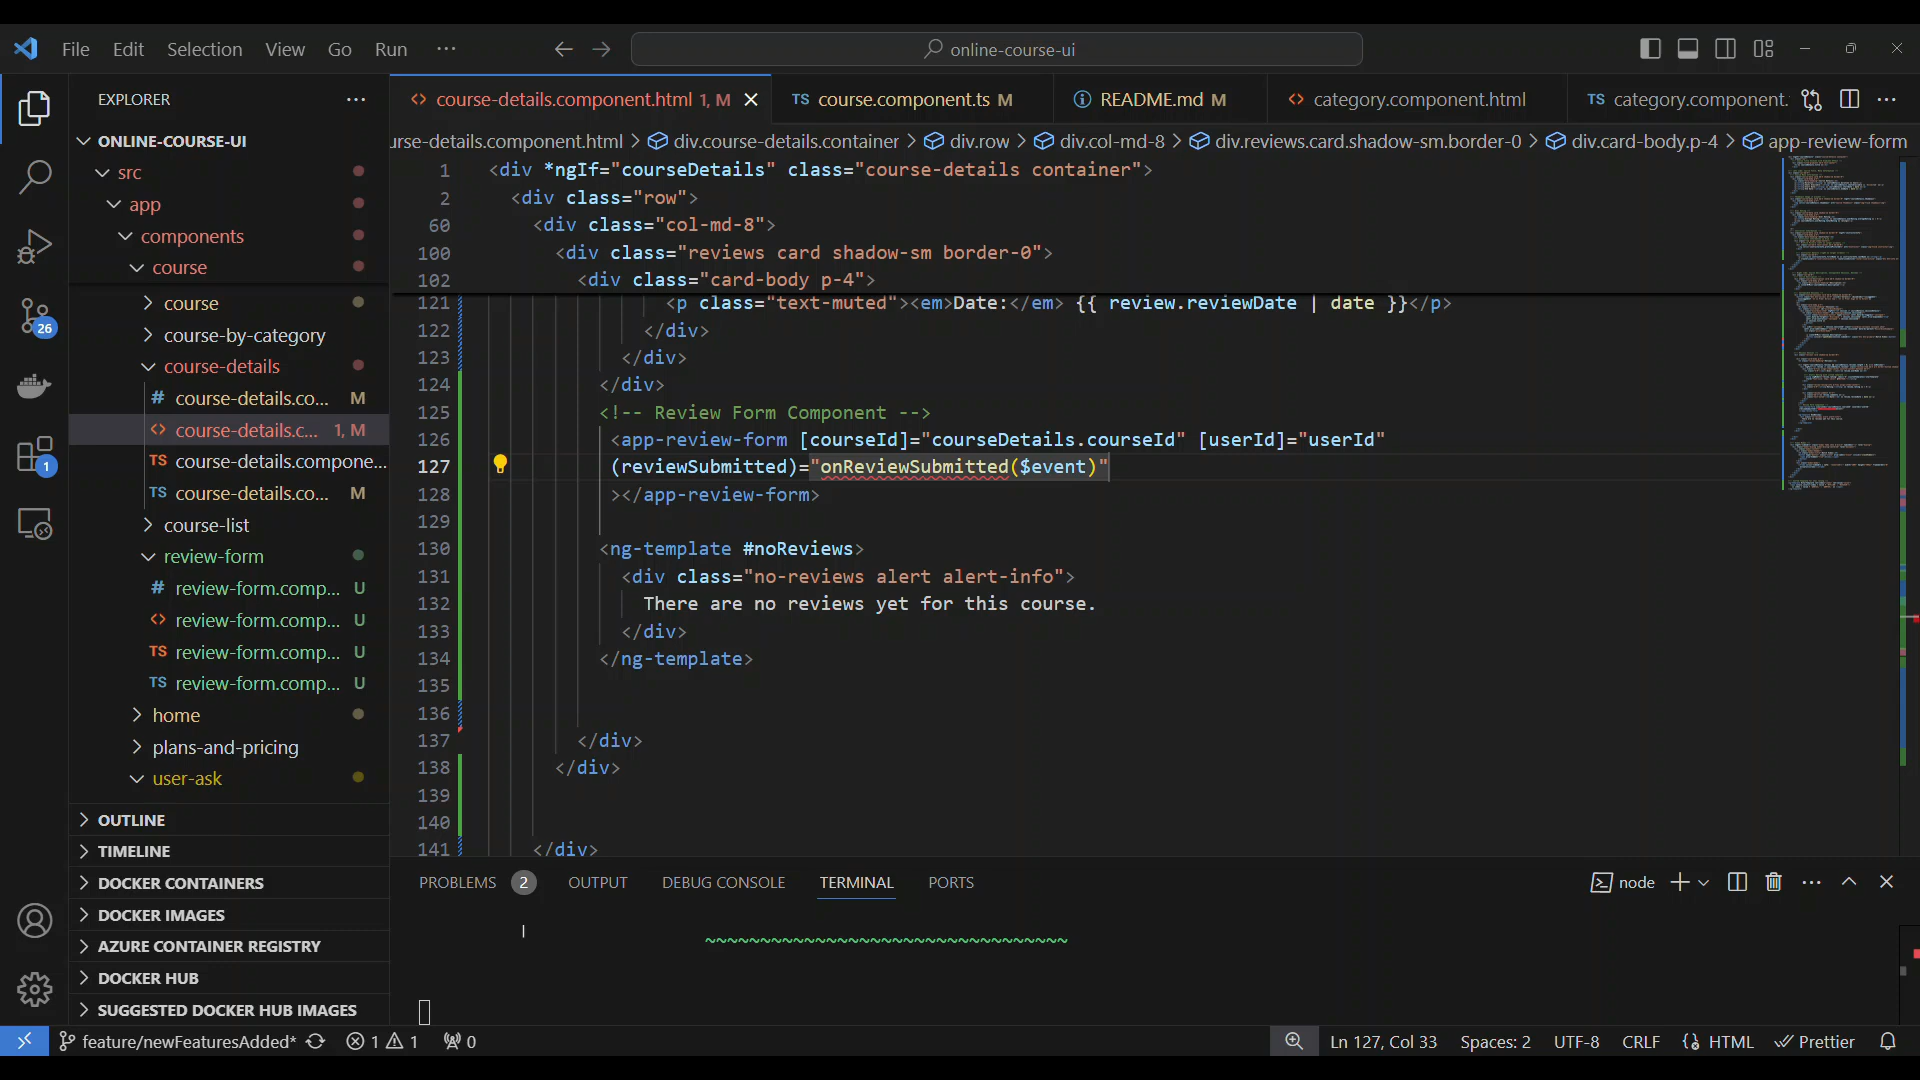 File Edit Selection View Go Run ··· online-course-ui
EXPLORER ···
course-details.component.html 1, M
TS course.component.ts M
README.md M
category.component.html
TS category.component.
urse-details.component.html > div.course-details.container > div.row > div.col-md-8 > div.reviews.card.shadow-sm.border-0 > div.card-body.p-4 > app-review-form
ONLINE-COURSE-UI
src
app
components
course
course
course-by-category
course-details
# course-details.co... M
course-details.c... 1, M
TS course-details.compone...
TS course-details.co... M
course-list
review-form
# review-form.comp... U
<> review-form.comp... U
TS review-form.comp... U
TS review-form.comp... U
home
plans-and-pricing
user-ask
OUTLINE
TIMELINE
DOCKER CONTAINERS
DOCKER IMAGES
AZURE CONTAINER REGISTRY
DOCKER HUB
SUGGESTED DOCKER HUB IMAGES
26
1
1 <div *ngIf="courseDetails" class="course-details container">
2 <div class="row">
60 <div class="col-md-8">
100 <div class="reviews card shadow-sm border-0">
102 <div class="card-body p-4">
121 <p class="text-muted"><em>Date:</em> {{ review.reviewDate | date }}</p>
122 </div>
123 </div>
124 </div>
125 <!-- Review Form Component -->
126 <app-review-form [courseId]="courseDetails.courseId" [userId]="userId"
127 (reviewSubmitted)="onReviewSubmitted($event)"
128 ></app-review-form>
129
130 <ng-template #noReviews>
131 <div class="no-reviews alert alert-info">
132 There are no reviews yet for this course.
133 </div>
134 </ng-template>
135
136
137 </div>
138 </div>
139
140
141 </div>
PROBLEMS 2 OUTPUT DEBUG CONSOLE TERMINAL PORTS node
~~~~~~~~~~~~~~~~~~~~~~~~~~~~~~~~~
feature/newFeaturesAdded* 1 1 0 Ln 127, Col 33 Spaces: 2 UTF-8 CRLF HTML Prettier